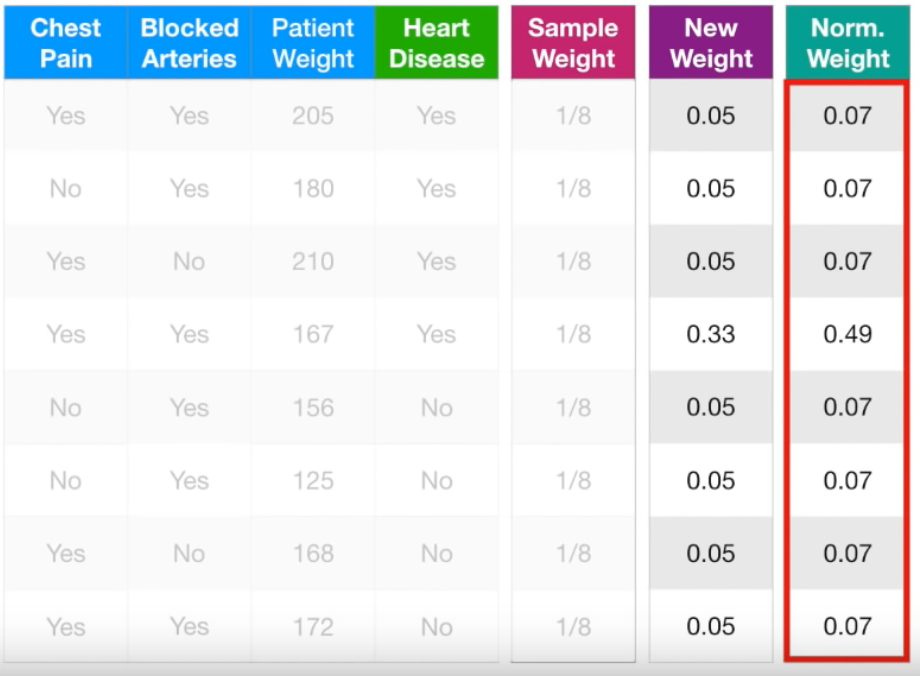 Chest Pain Blocked Arteries Patient Weight Heart Disease Sample Weight New Weight Norm. Weight
Yes Yes 205 Yes 1/8 0.05 0.07
No Yes 180 Yes 1/8 0.05 0.07
Yes No 210 Yes 1/8 0.05 0.07
Yes Yes 167 Yes 1/8 0.33 0.49
No Yes 156 No 1/8 0.05 0.07
No Yes 125 No 1/8 0.05 0.07
Yes No 168 No 1/8 0.05 0.07
Yes Yes 172 No 1/8 0.05 0.07